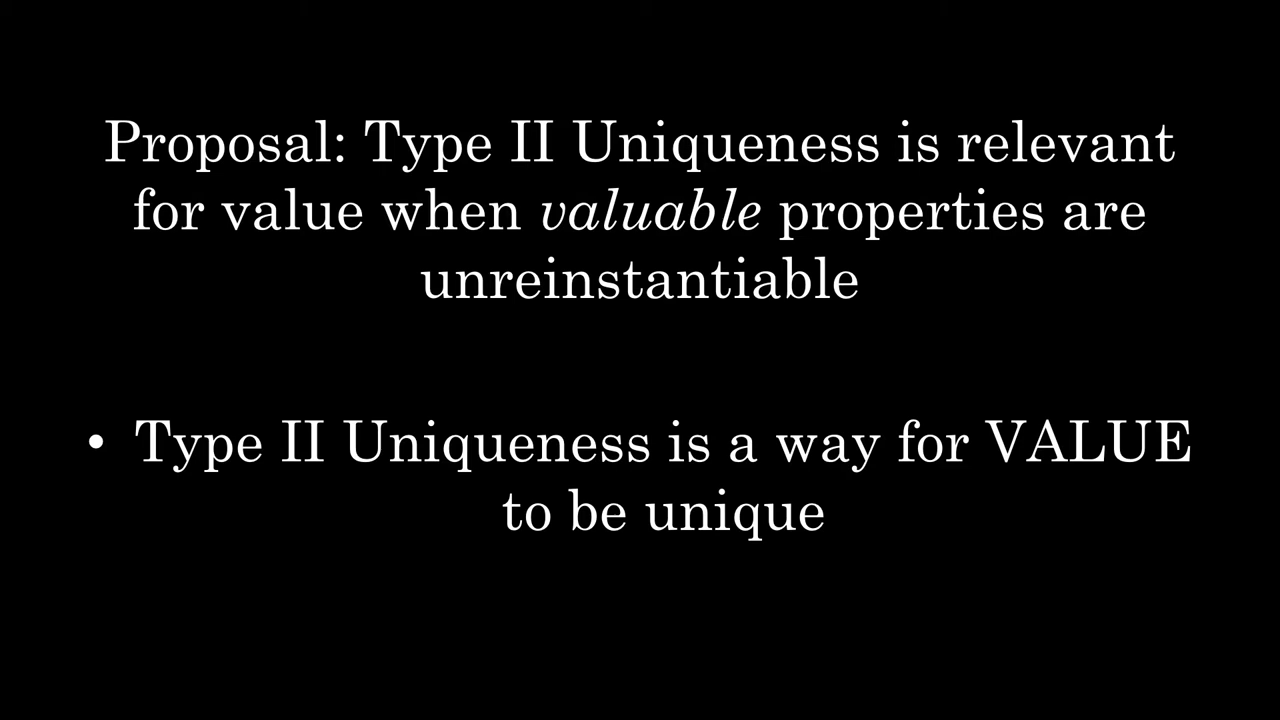 Proposal: Type II Uniqueness is relevant
for value when valuable properties are
unreinstantiable
• Type II Uniqueness is a way for VALUE
to be unique